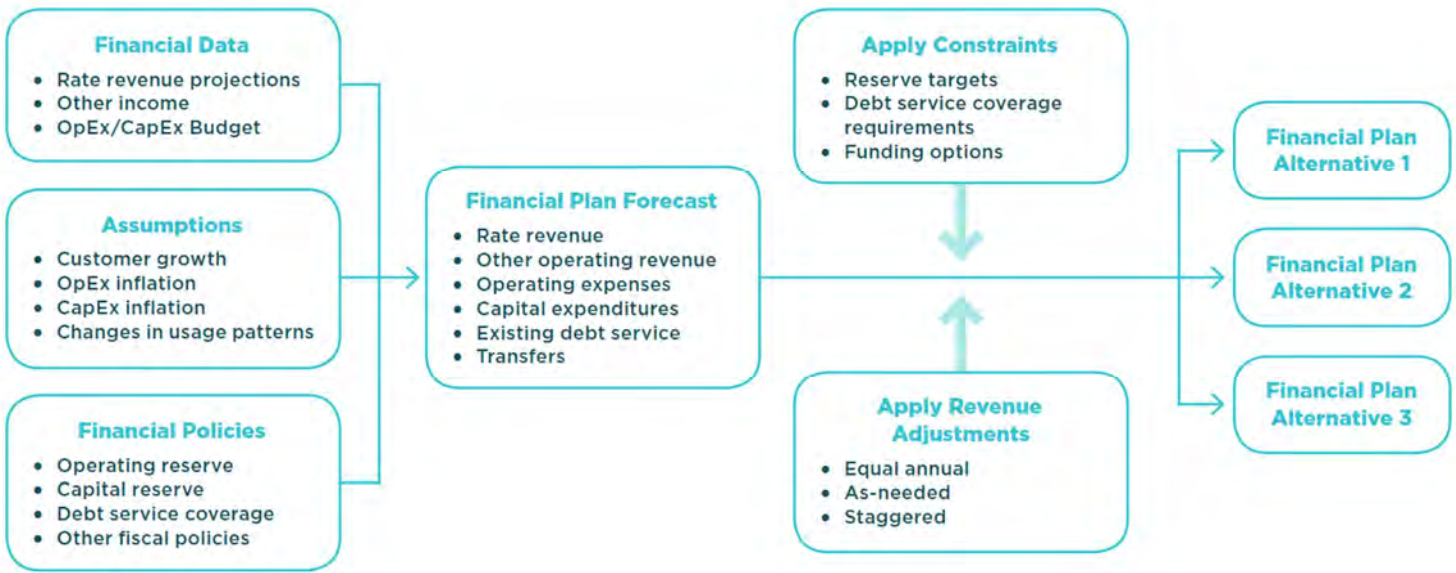 Financial Data
• Rate revenue projections
• Other income
• OpEx/CapEx Budget
Assumptions
• Customer growth
• OpEx inflation
• CapEx inflation
• Changes in usage patterns
Financial Policies
• Operating reserve
• Capital reserve
• Debt service coverage
• Other fiscal policies
Financial Plan Forecast
• Rate revenue
• Other operating revenue
• Operating expenses
• Capital expenditures
• Existing debt service
• Transfers
Apply Constraints
• Reserve targets
• Debt service coverage
requirements
• Funding options
Apply Revenue
Adjustments
• Equal annual
• As-needed
• Staggered
Financial Plan
Alternative 1
Financial Plan
Alternative 2
Financial Plan
Alternative 3